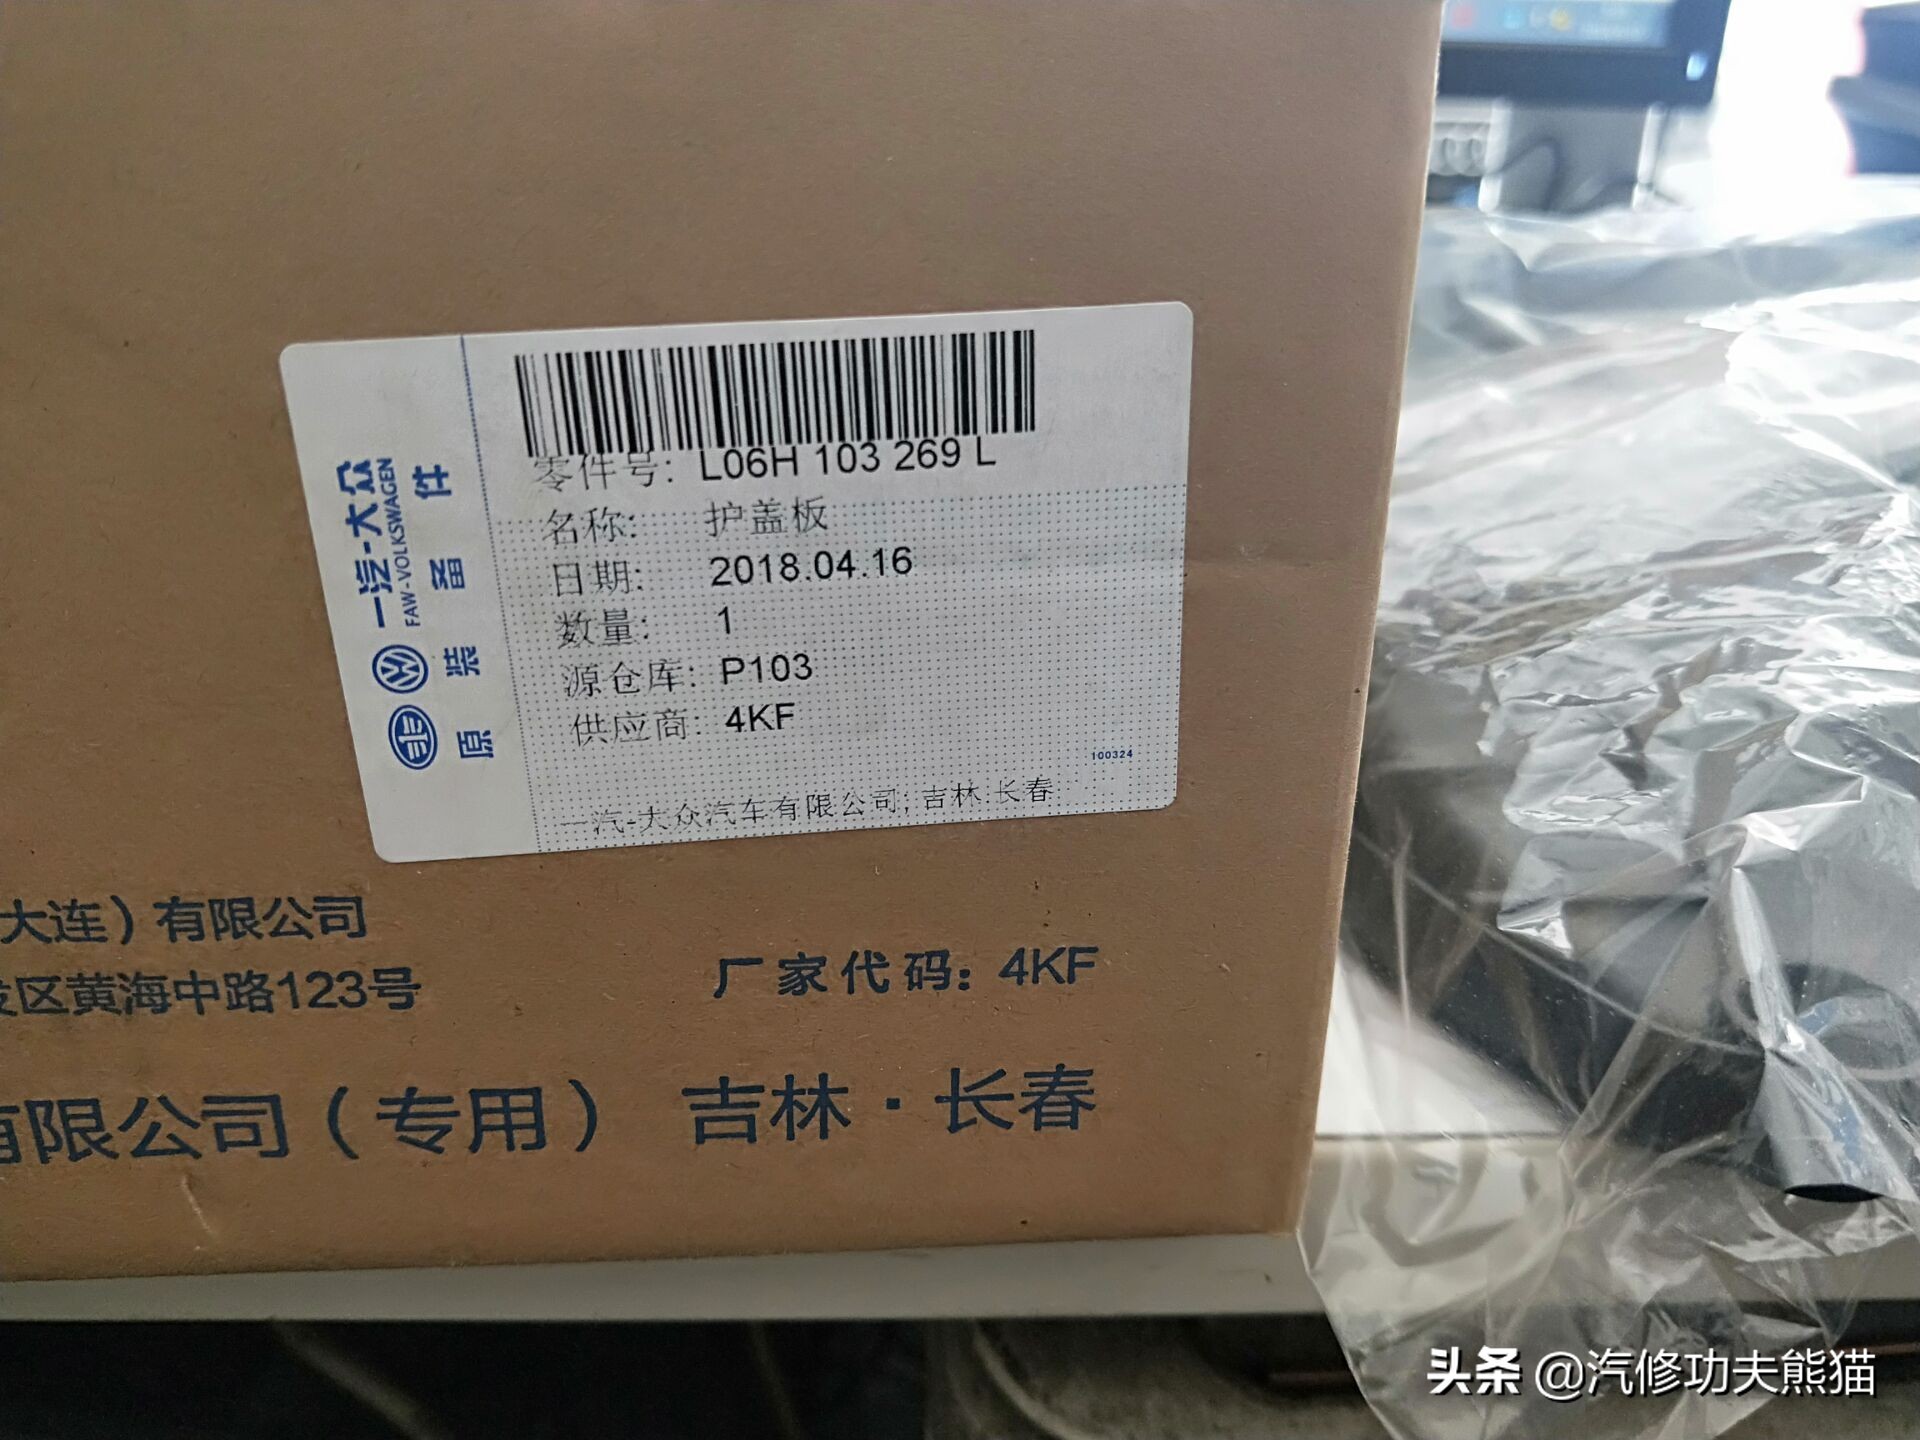 一汽-大众
FAW-VOLKSWAGEN
原装备件
零件号: L06H 103 269 L
名称: 护盖板
日期: 2018.04.16
数量: 1
源仓库: P103
供应商: 4KF
100324
一汽-大众汽车有限公司; 吉林.长春
大连）有限公司
区黄海中路123号
厂家代码: 4KF
有限公司（专用） 吉林·长春
头条 @汽修功夫熊猫